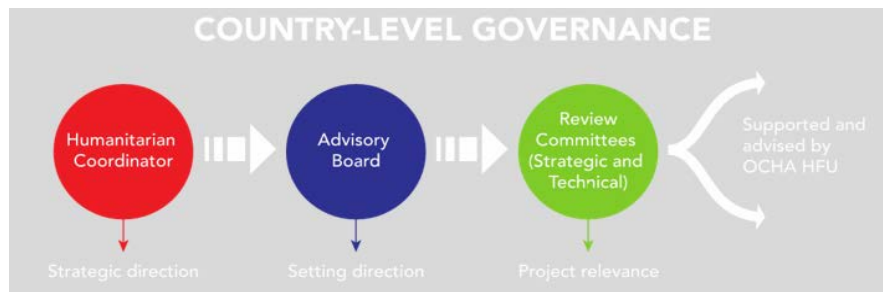 COUNTRY-LEVEL GOVERNANCE
Humanitarian
Coordinator
Advisory
Board
Review
Committees
(Strategic and
Technical)
Supported and
advised by
OCHA HFU
Strategic direction
Setting direction
Project relevance